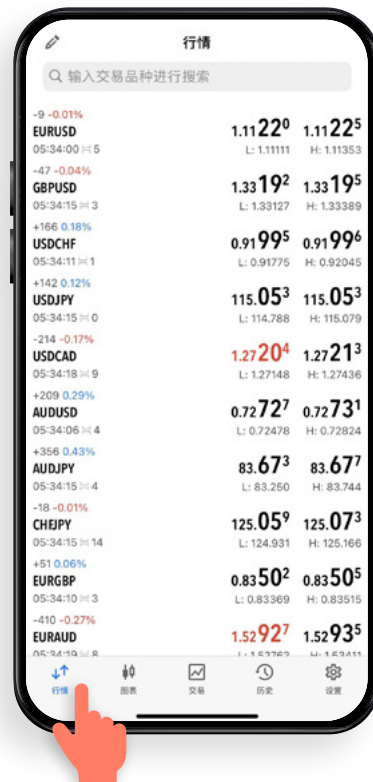 行情
输入交易品种进行搜索
-9 -0.01%
EURUSD 1.11220 1.11225
05:34:00 5 L: 1.11111 H: 1.11353
-47 -0.04%
GBPUSD 1.33192 1.33195
05:34:15 3 L: 1.33127 H: 1.33389
+166 0.18%
USDCHF 0.91995 0.91996
05:34:11 1 L: 0.91775 H: 0.92045
+142 0.12%
USDJPY 115.053 115.053
05:34:15 0 L: 114.788 H: 115.079
-214 -0.17%
USDCAD 1.27204 1.27213
05:34:18 9 L: 1.27148 H: 1.27436
+209 0.29%
AUDUSD 0.72727 0.72731
05:34:06 4 L: 0.72478 H: 0.72824
+356 0.43%
AUDJPY 83.673 83.677
05:34:15 4 L: 83.250 H: 83.744
-18 -0.01%
CHFJPY 125.059 125.073
05:34:15 14 L: 124.931 H: 125.166
+51 0.06%
EURGBP 0.83502 0.83505
05:34:10 3 L: 0.83369 H: 0.83515
-410 -0.27%
EURAUD 1.52927 1.52935
05:34:19 8 L: 1.52762 H: 1.53411
行情 图表 交易 历史 设置